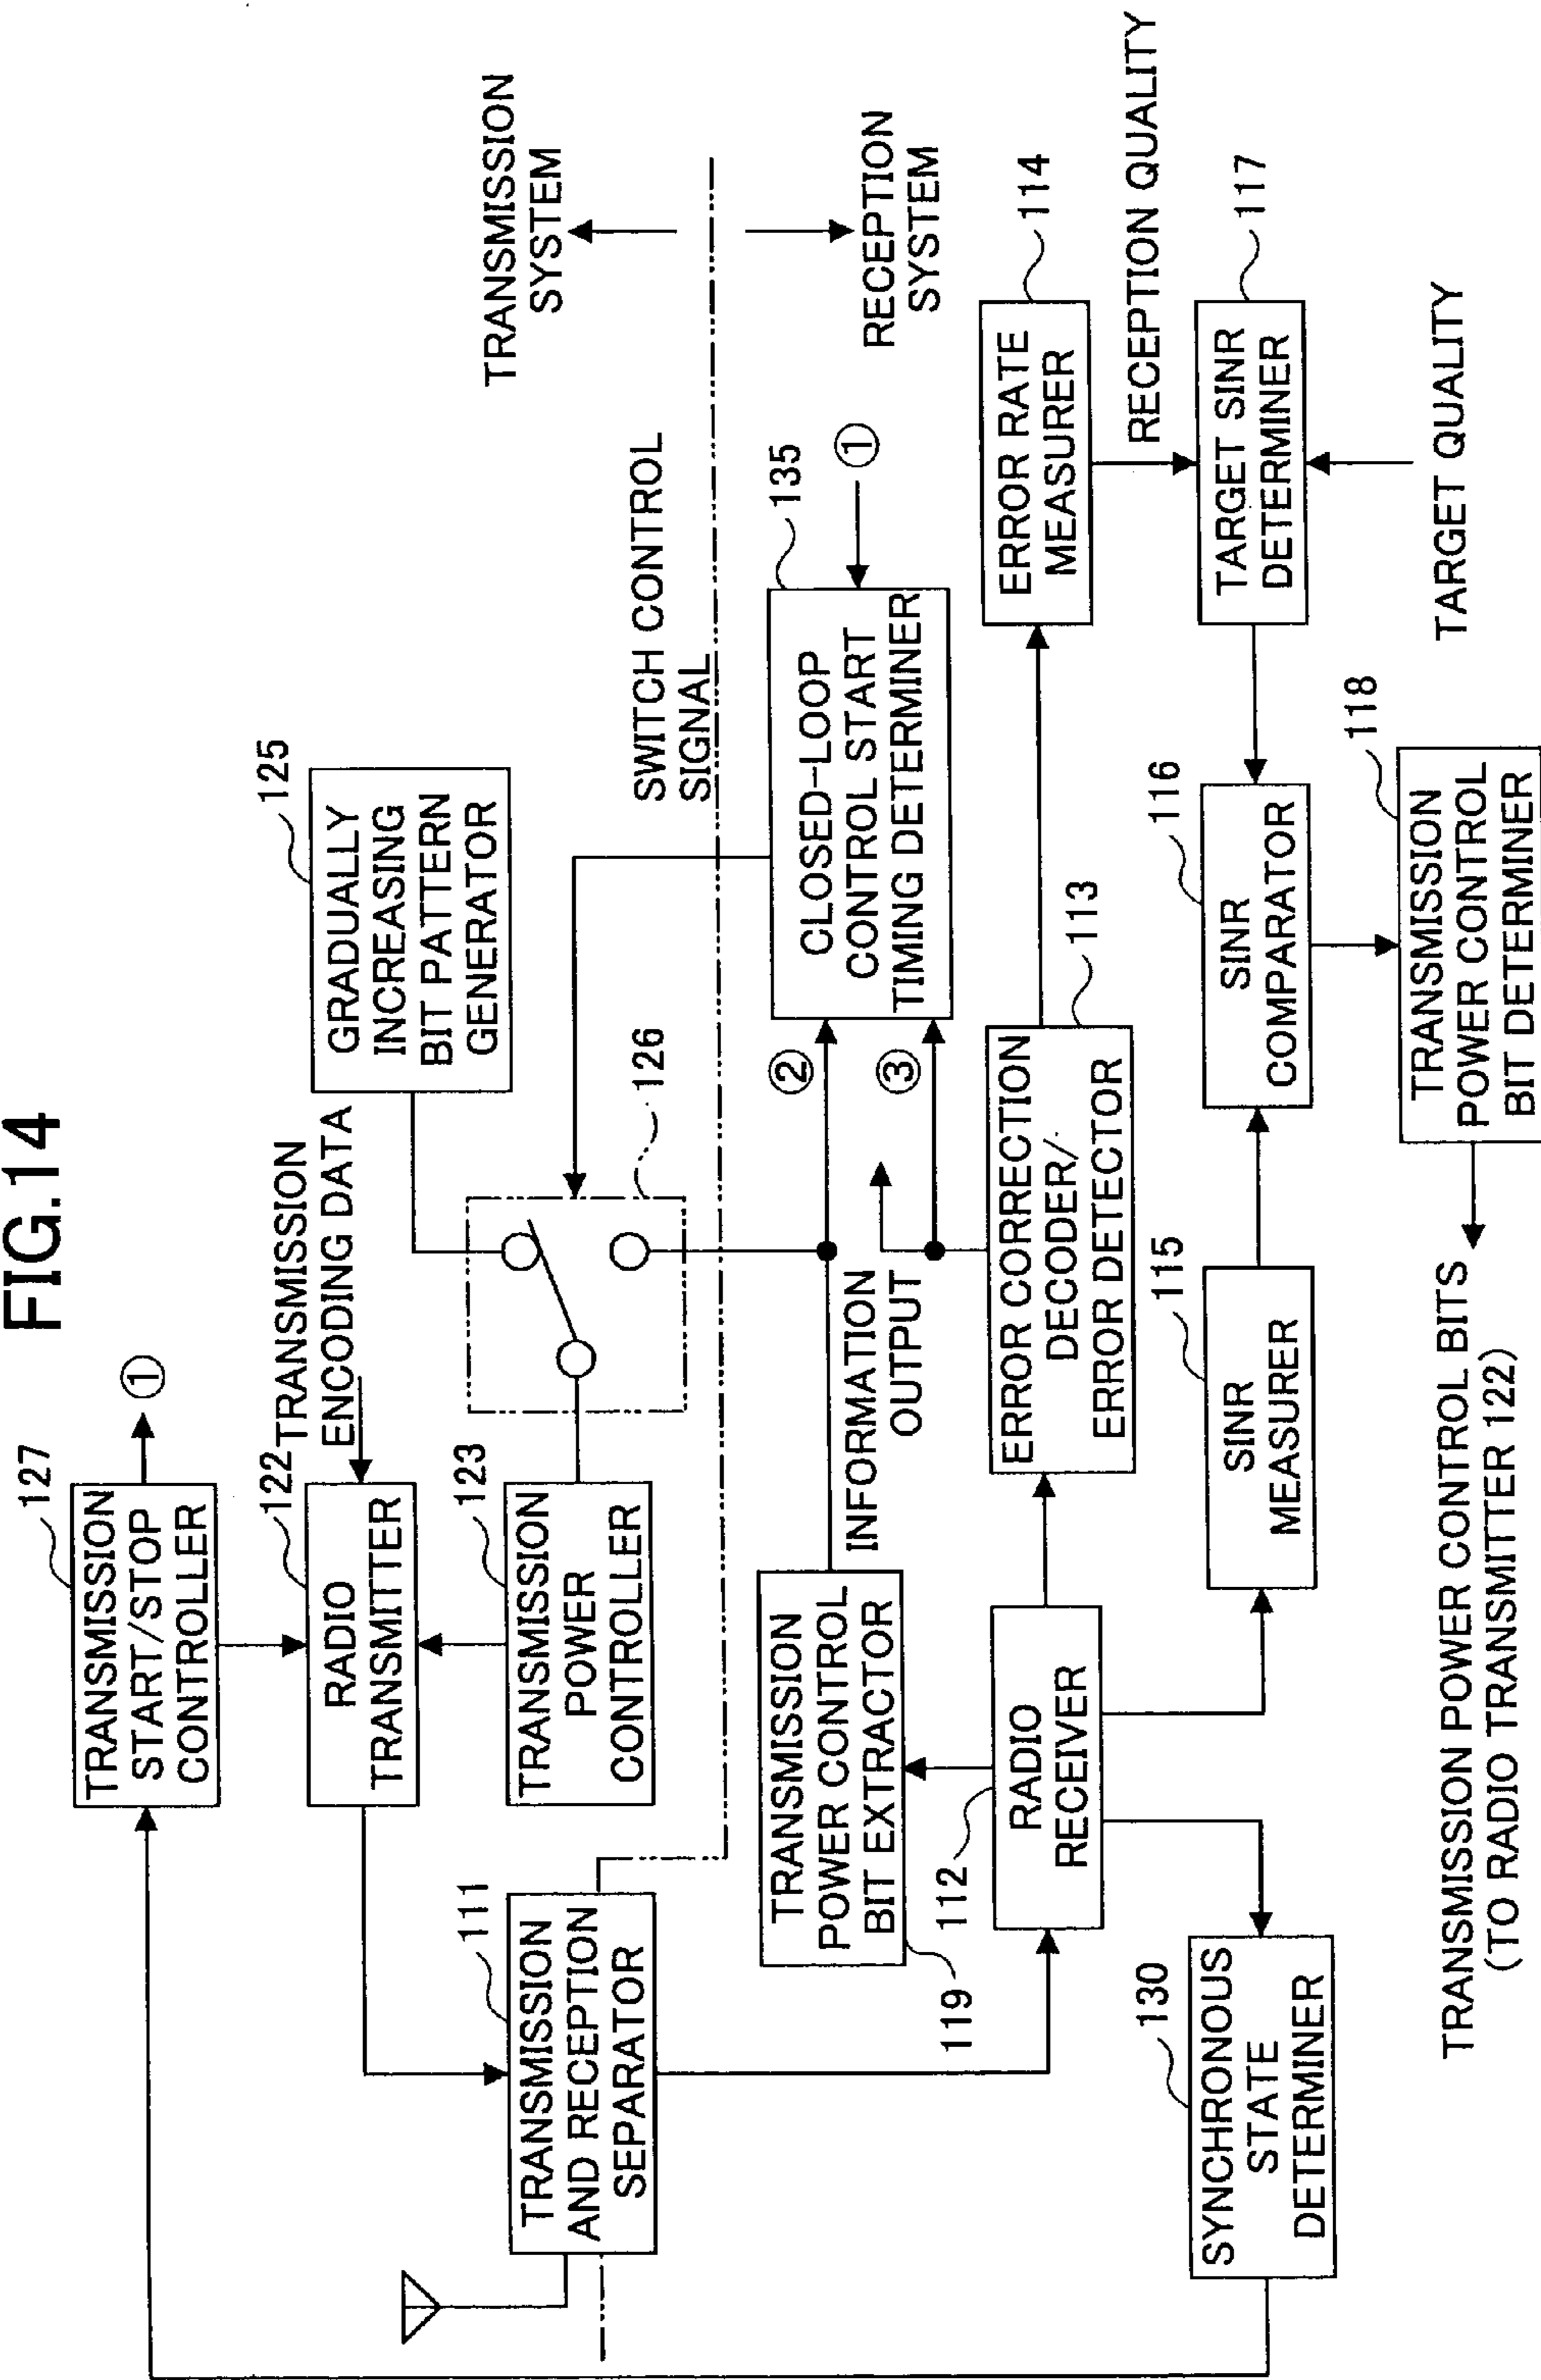 FIG.14
127
TRANSMISSION
START/STOP
CONTROLLER
①
122
TRANSMISSION
ENCODING DATA
RADIO
TRANSMITTER
125
GRADUALLY
INCREASING
BIT PATTERN
GENERATOR
123
TRANSMISSION
POWER
CONTROLLER
126
111
TRANSMISSION
AND RECEPTION
SEPARATOR
SWITCH CONTROL
SIGNAL
TRANSMISSION
SYSTEM
RECEPTION
SYSTEM
TRANSMISSION
POWER CONTROL
BIT EXTRACTOR
119
②
③
135
CLOSED-LOOP
CONTROL START
TIMING DETERMINER
①
INFORMATION
OUTPUT
112
RADIO
RECEIVER
ERROR CORRECTION
DECODER/
ERROR DETECTOR
113
ERROR RATE
MEASURER
114
RECEPTION QUALITY
130
SYNCHRONOUS
STATE
DETERMINER
115
SINR
MEASURER
116
SINR
COMPARATOR
117
TARGET SINR
DETERMINER
TARGET QUALITY
118
TRANSMISSION
POWER CONTROL
BIT DETERMINER
TRANSMISSION POWER CONTROL BITS
(TO RADIO TRANSMITTER 122)